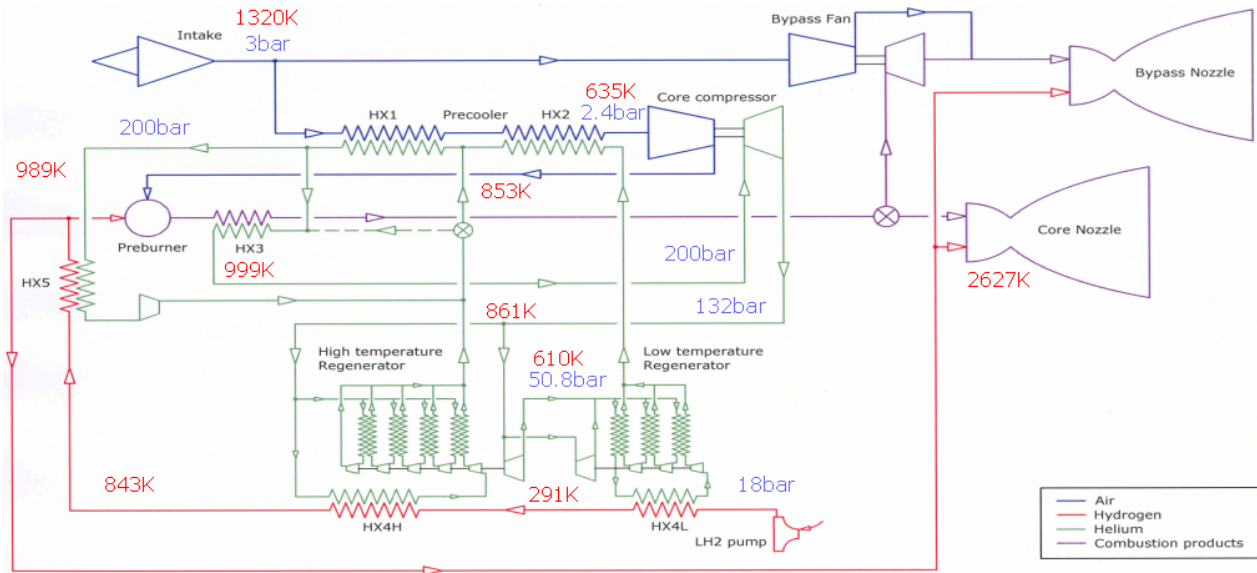 1320K
Bypass Fan
Intake
3bar
Bypass Nozzle
635K
Core compressor
HX1
Precooler
HX2
2.4bar
200bar
989K
853K
Preburner
HX3
Core Nozzle
200bar
999K
HX5
2627K
132bar
861K
High temperature
Regenerator
610K
Low temperature
Regenerator
50.8bar
843K
291K
18bar
HX4H
HX4L
LH2 pump
Air
Hydrogen
Helium
Combustion products